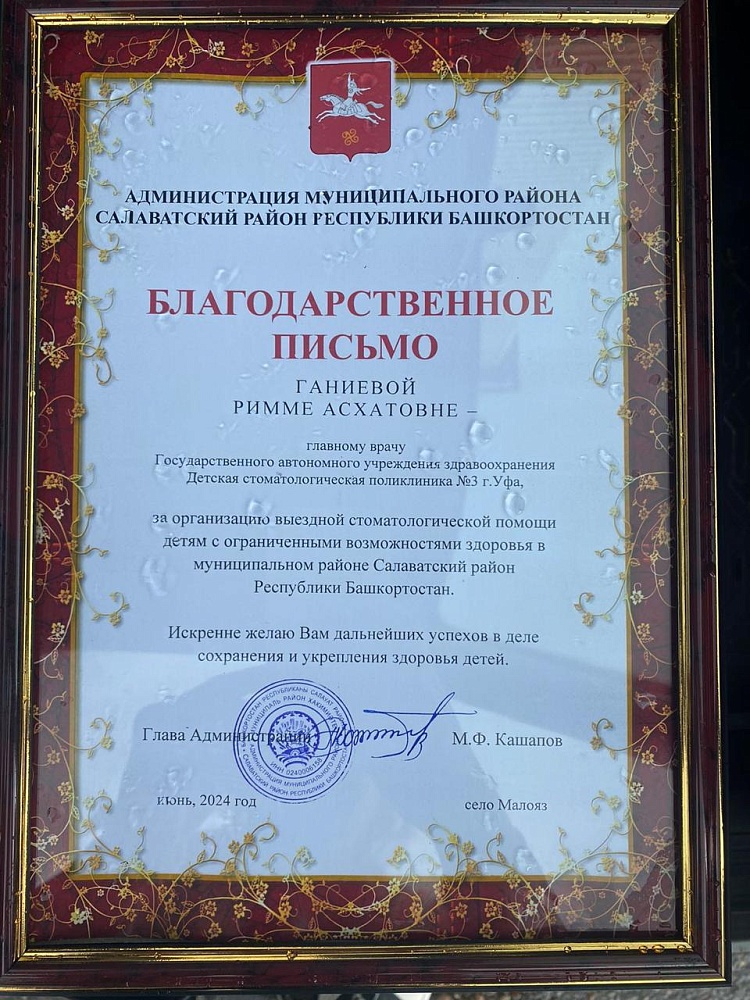 АДМИНИСТРАЦИЯ МУНИЦИПАЛЬНОГО РАЙОНА
САЛАВАТСКИЙ РАЙОН РЕСПУБЛИКИ БАШКОРТОСТАН
БЛАГОДАРСТВЕННОЕ
ПИСЬМО
ГАНИЕВОЙ
РИММЕ АСХАТОВНЕ –
главному врачу
Государственного автономного учреждения здравоохранения
Детская стоматологическая поликлиника №3 г.Уфа,
за организацию выездной стоматологической помощи
детям с ограниченными возможностями здоровья в
муниципальном районе Салаватский район
Республики Башкортостан.
Искренне желаю Вам дальнейших успехов в деле
сохранения и укрепления здоровья детей.
Глава Администрации М.Ф. Кашапов
июнь, 2024 год село Малояз